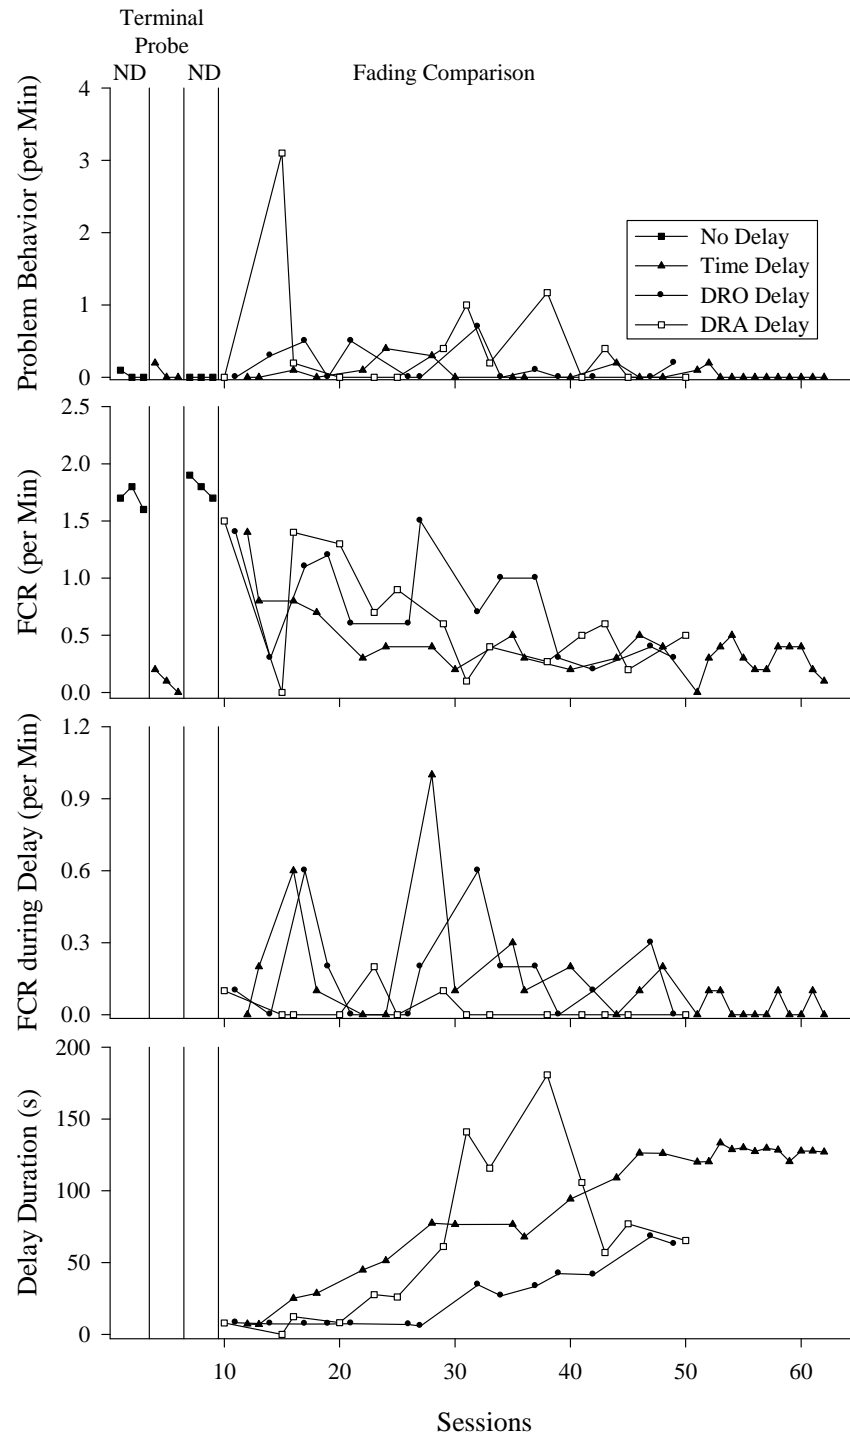 Terminal
Probe
ND ND Fading Comparison
Problem Behavior (per Min)
4
3
2
1
0
No Delay
Time Delay
DRO Delay
DRA Delay
FCR (per Min)
2.5
2.0
1.5
1.0
0.5
0.0
FCR during Delay (per Min)
1.2
0.9
0.6
0.3
0.0
Delay Duration (s)
200
150
100
50
0
10 20 30 40 50 60
Sessions